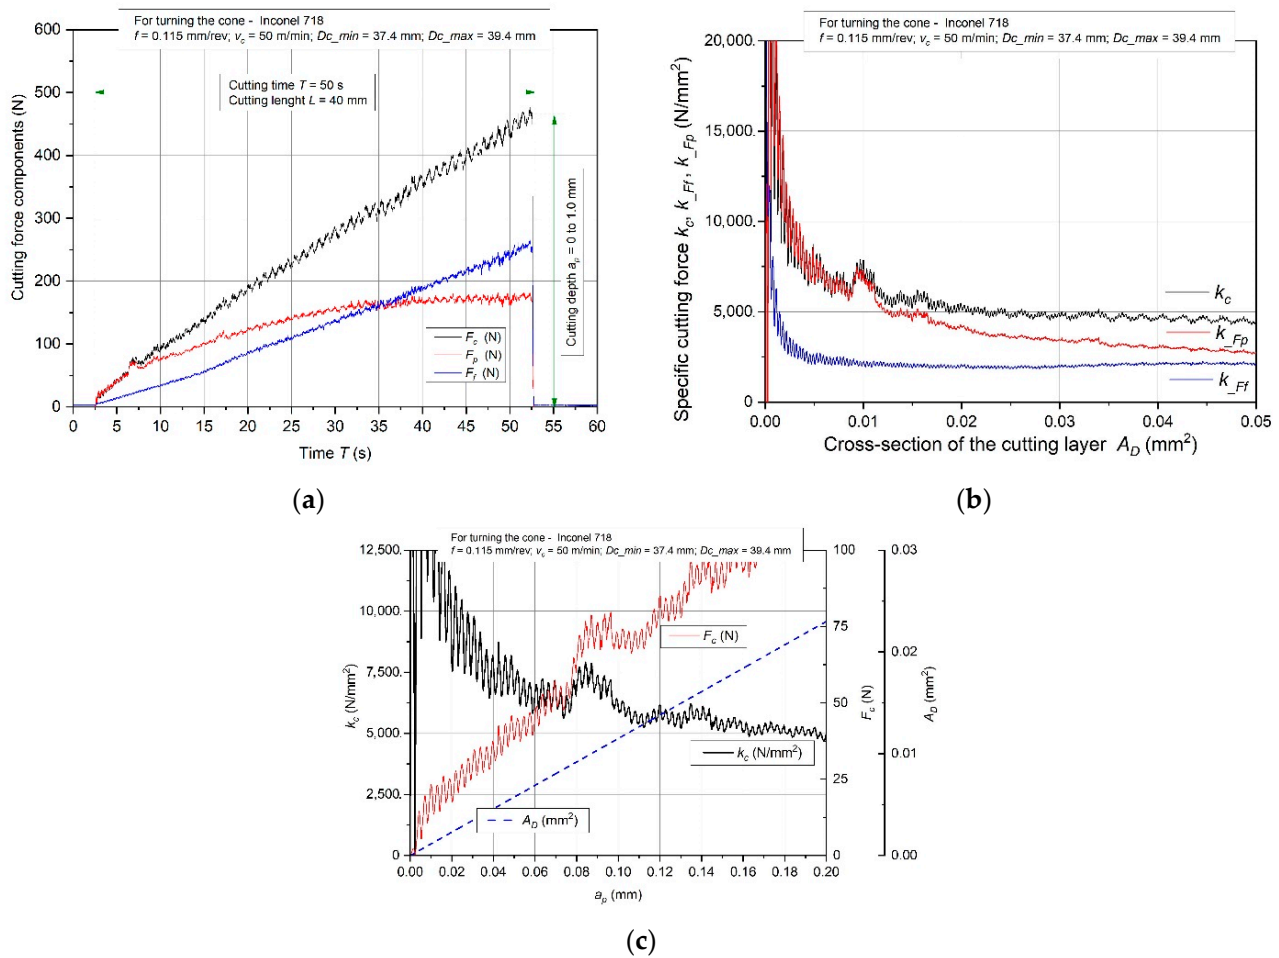 For turning the cone - Inconel 718
f = 0.115 mm/rev; vc = 50 m/min; Dc_min = 37.4 mm; Dc_max = 39.4 mm
Cutting time T = 50 s
Cutting lenght L = 40 mm
Cutting force components (N)
600
500
400
300
200
100
0
Cutting depth ap = 0 to 1.0 mm
Fc (N)
Fp (N)
Ff (N)
0 5 10 15 20 25 30 35 40 45 50 55 60
Time T (s)
(a)
For turning the cone - Inconel 718
f = 0.115 mm/rev; vc = 50 m/min; Dc_min = 37.4 mm; Dc_max = 39.4 mm
Specific cutting force kc, k_Ff, k_Fp (N/mm2)
20,000.
15,000.
10,000.
5,000.
2,500
0
kc
k_Fp
k_Ff
0.00 0.01 0.02 0.03 0.04 0.05
Cross-section of the cutting layer AD (mm2)
(b)
For turning the cone - Inconel 718
f = 0.115 mm/rev; vc = 50 m/min; Dc_min = 37.4 mm; Dc_max = 39.4 mm
kc (N/mm2)
12,500.
10,000.
7,500
5,000.
2,500
0
Fc (N)
kc (N/mm2)
AD (mm2)
100
75
50
25
0
Fc (N)
0.03
0.02
0.01
0.00
AD (mm2)
0.00 0.02 0.04 0.06 0.08 0.10 0.12 0.14 0.16 0.18 0.20
ap (mm)
(c)